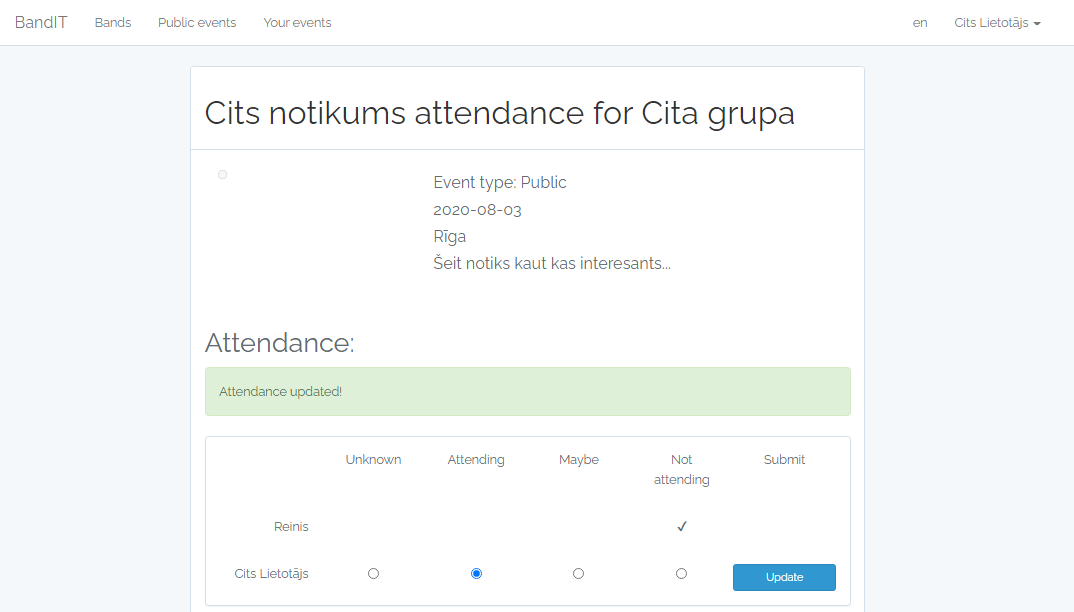 BandIT Bands Public events Your events en Cits Lietotājs
Cits notikums attendance for Cita grupa
Event type: Public
2020-08-03
Rīga
Šeit notiks kaut kas interesants...
Attendance:
Attendance updated!
Unknown Attending Maybe Not attending Submit
Reinis ✓
Cits Lietotājs Update